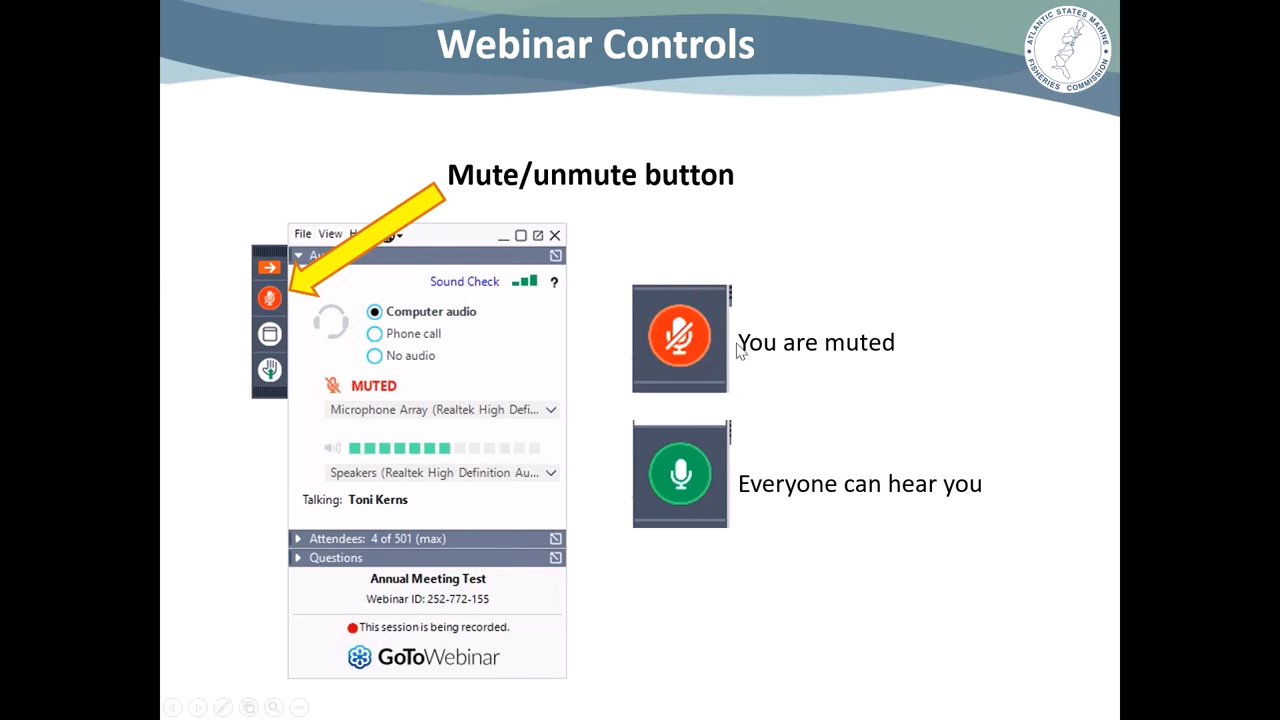 Webinar Controls
ATLANTIC STATES MARINE
FISHERIES COMMISSION
Mute/unmute button
File View
Sound Check ?
Computer audio
Phone call
No audio
MUTED
Microphone Array (Realtek High Defi...
Speakers (Realtek High Definition Au...
Talking: Toni Kerns
Attendees: 4 of 501 (max)
Questions
Annual Meeting Test
Webinar ID: 252-772-155
This session is being recorded.
GoToWebinar
You are muted
Everyone can hear you